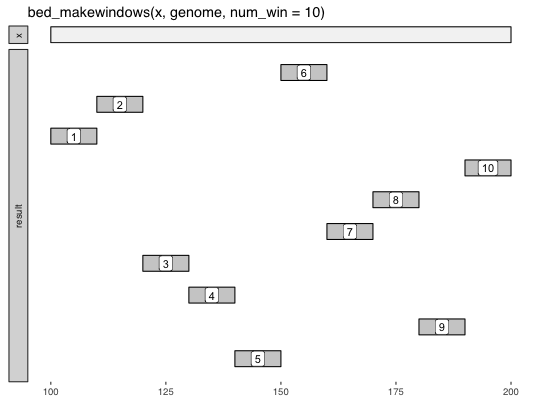 bed_makewindows(x, genome, num_win = 10)
x
result
6
2
1
10
8
7
3
4
9
5
100 125 150 175 200